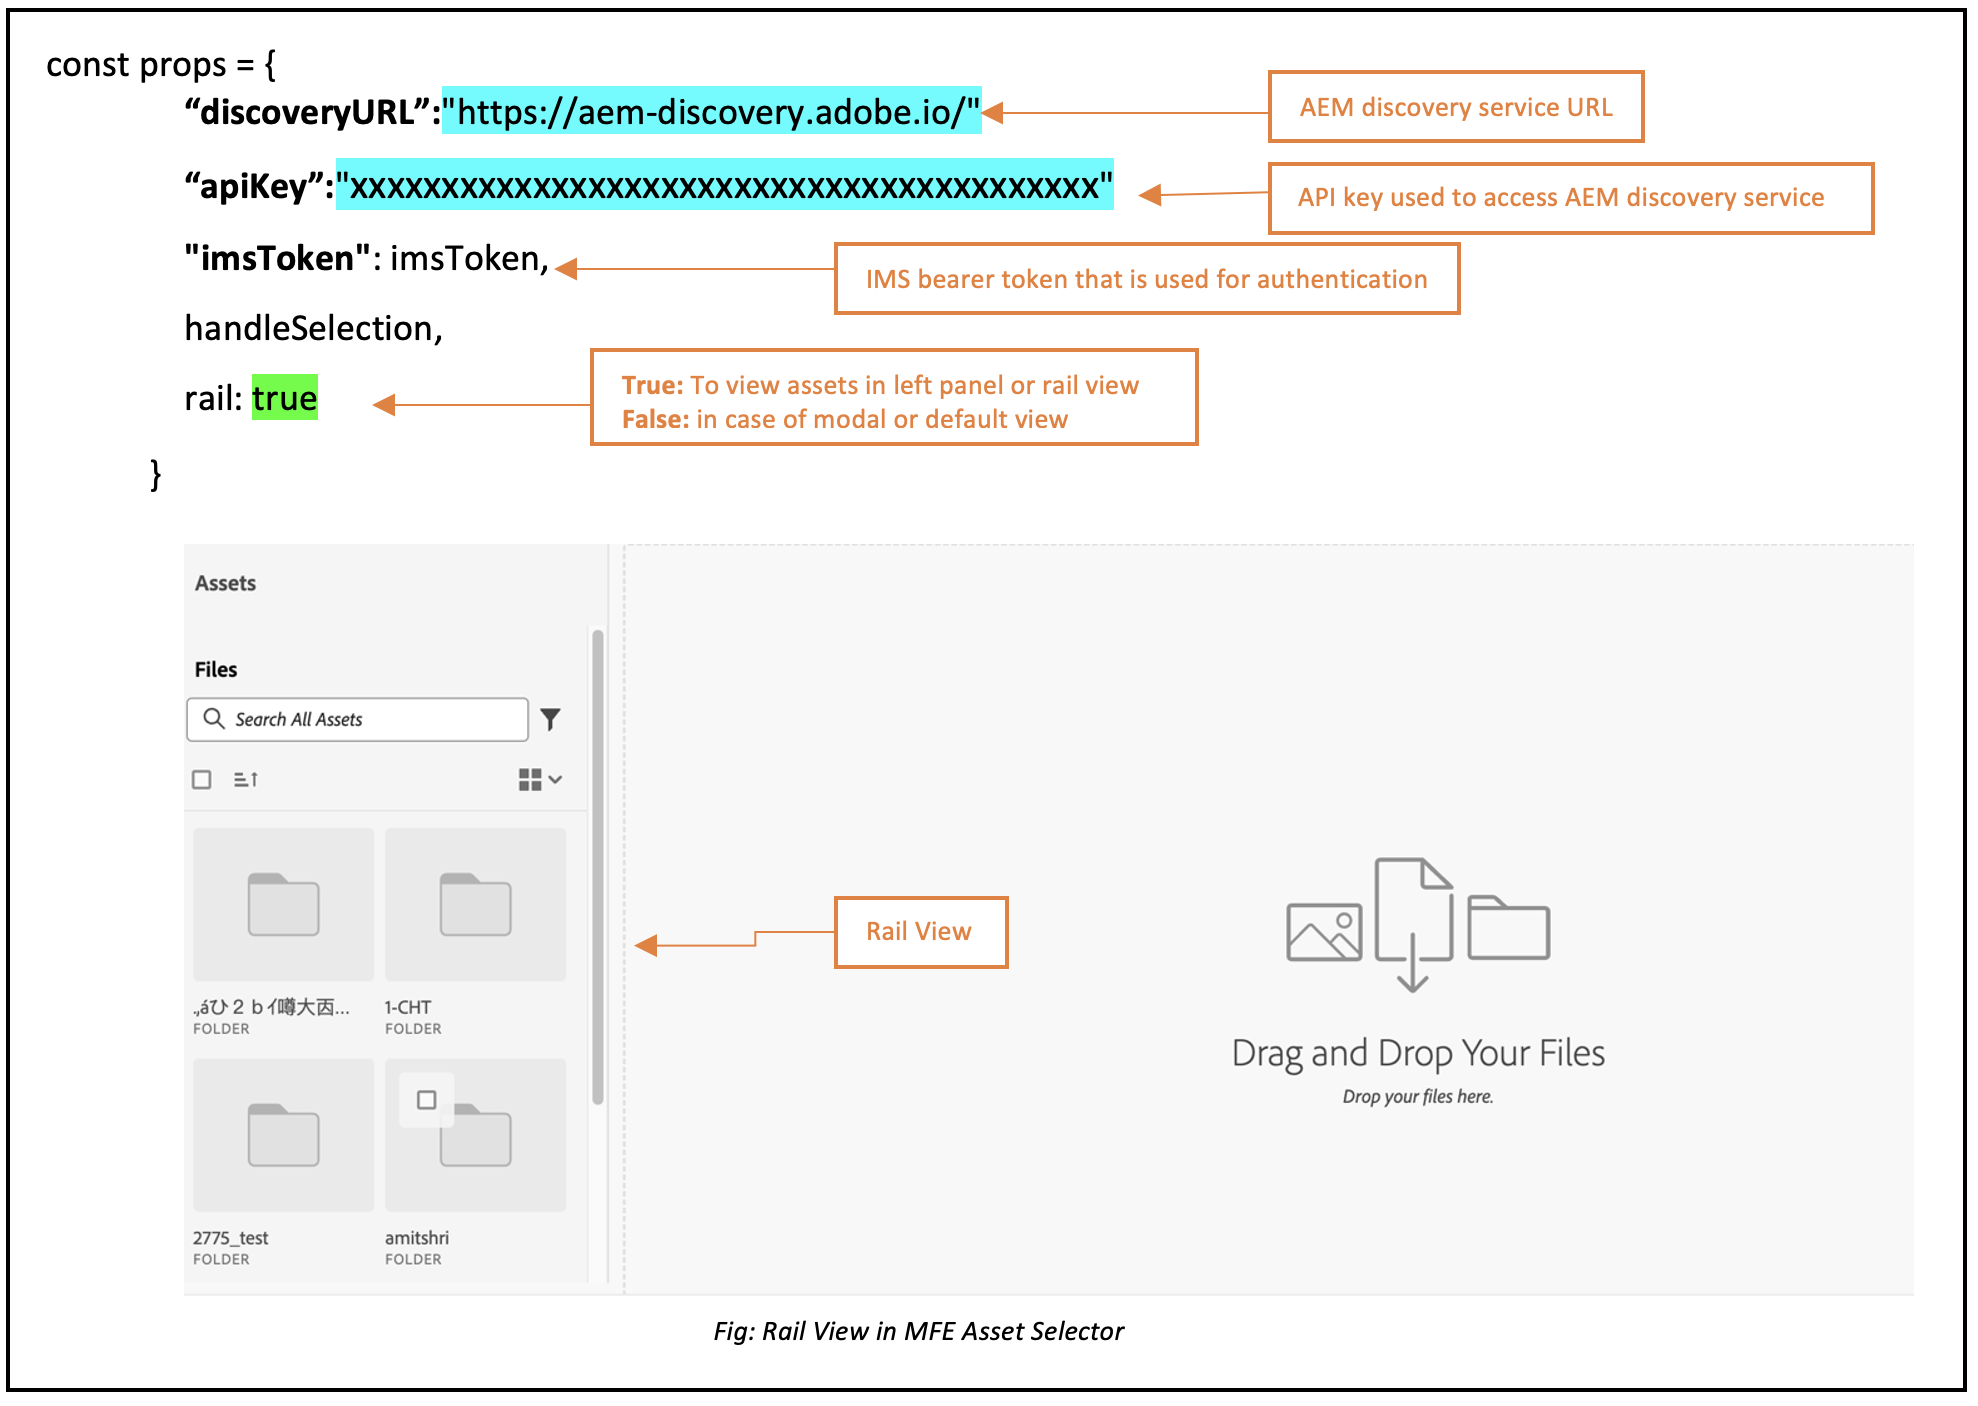 const props = {
“discoveryURL”:"https://aem-discovery.adobe.io/"
AEM discovery service URL
“apiKey”:"xxxxxxxxxxxxxxxxxxxxxxxxxxxxxxxxxxxxxxxxx"
API key used to access AEM discovery service
"imsToken": imsToken,
IMS bearer token that is used for authentication
handleSelection,
rail: true
True: To view assets in left panel or rail view
False: in case of modal or default view
}
Assets
Files
Search All Assets
.,áひ２ｂｲ噂大㐁...
FOLDER
1-CHT
FOLDER
2775_test
FOLDER
amitshri
FOLDER
Rail View
Drag and Drop Your Files
Drop your files here.
Fig: Rail View in MFE Asset Selector